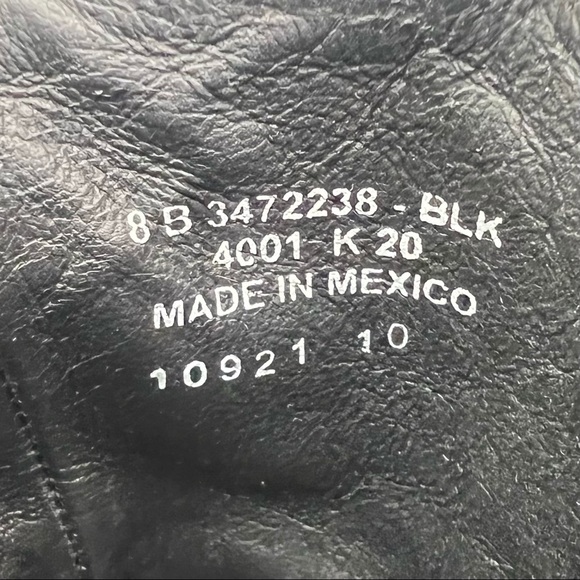 8 B 3472238 - BLK
4001 K 20
MADE IN MEXICO
10921 10